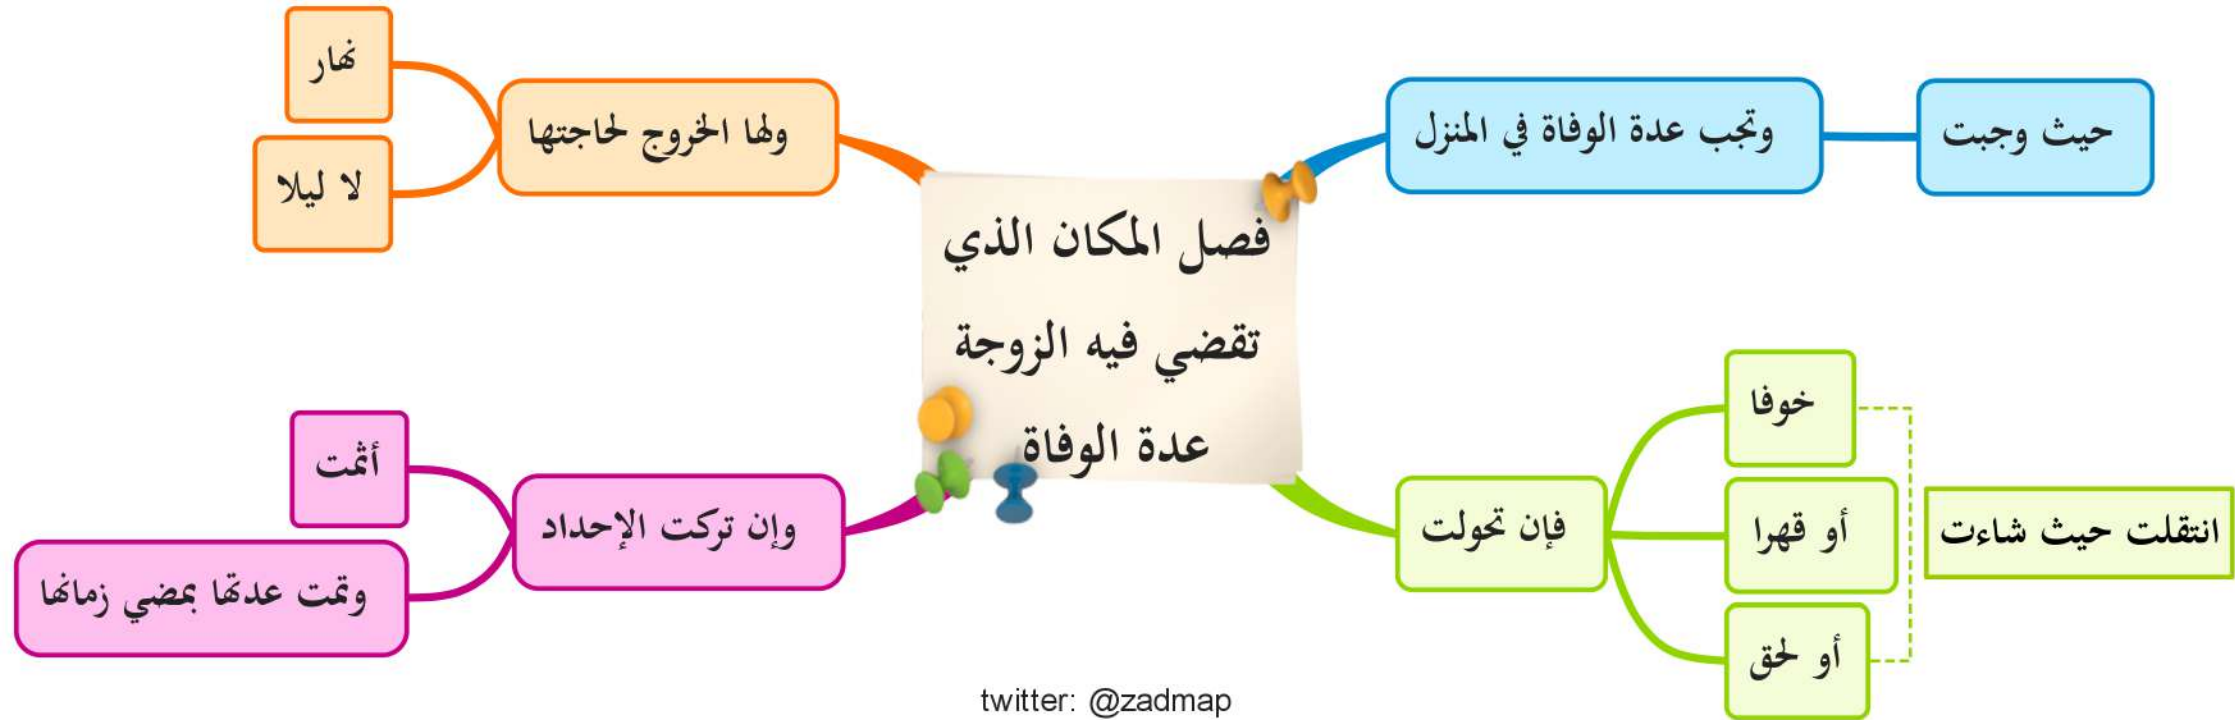 فصل المكان الذي
تقضي فيه الزوجة
عدة الوفاة
وتجب عدة الوفاة في المنزل
حيث وجبت
فإن تحولت
خوفا
أو قهرا
أو لحق
انتقلت حيث شاءت
ولها الخروج لحاجتها
نهار
لا ليلا
وإن تركت الإحداد
أثمت
وتمت عدتها بمضي زمانها
twitter: @zadmap